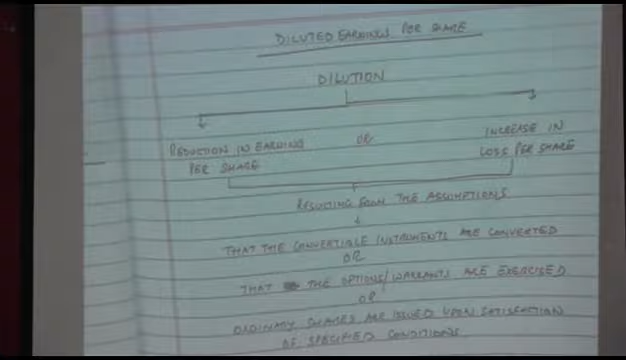 DILUTED EARNINGS PER SHARE
DILUTION
REDUCTION IN EARNING OR INCREASE IN
PER SHARE LOSS PER SHARE
RESULTING FROM THE ASSUMPTIONS
THAT THE CONVERTIBLE INSTRUMENTS ARE CONVERTED
OR
THAT THE OPTIONS/WARRANTS ARE EXERCISED
OR
ORDINARY SHARES ARE ISSUED UPON SATISFACTION
OF SPECIFIED CONDITIONS